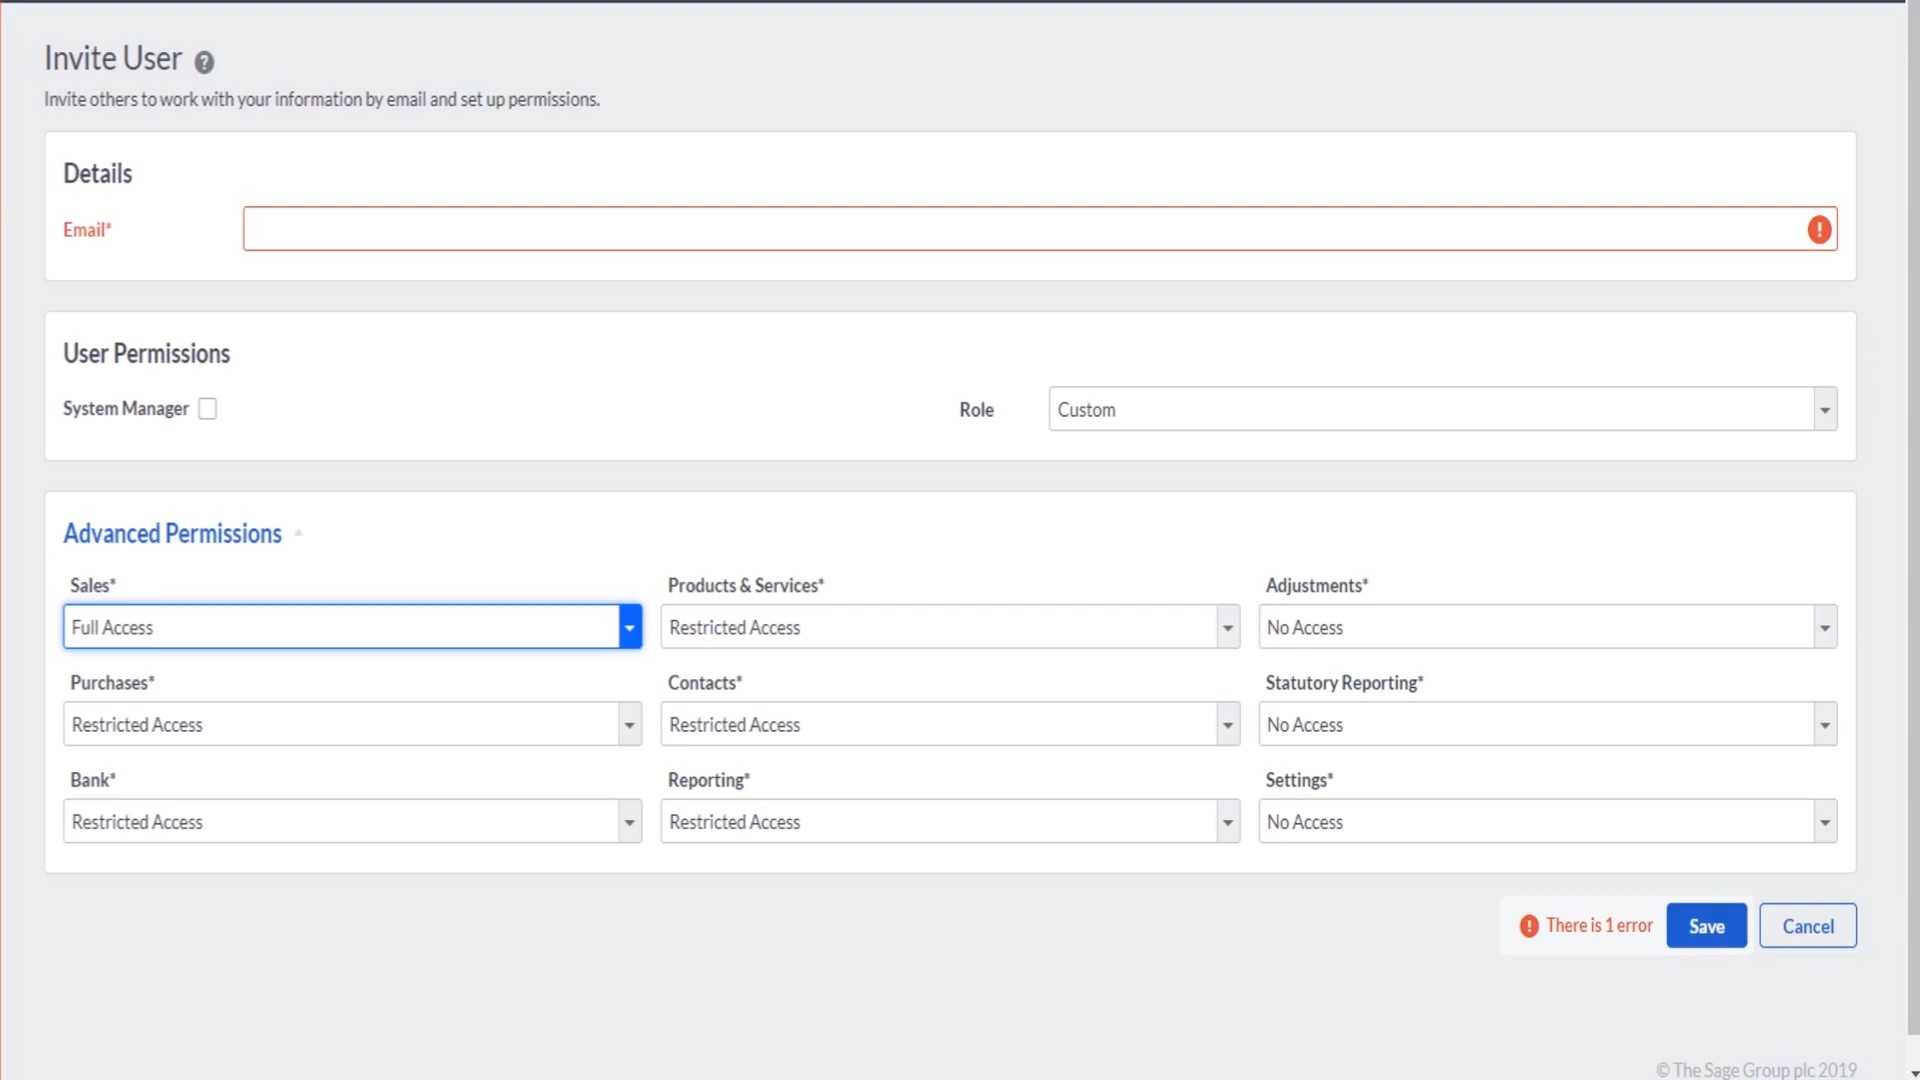 Invite User ?
Invite others to work with your information by email and set up permissions.
Details
Email*
!
User Permissions
System Manager
Role
Custom
Advanced Permissions
Sales*
Products & Services*
Adjustments*
Full Access
Restricted Access
No Access
Purchases*
Contacts*
Statutory Reporting*
Restricted Access
Restricted Access
No Access
Bank*
Reporting*
Settings*
Restricted Access
Restricted Access
No Access
! There is 1 error
Save
Cancel
© The Sage Group plc 2019